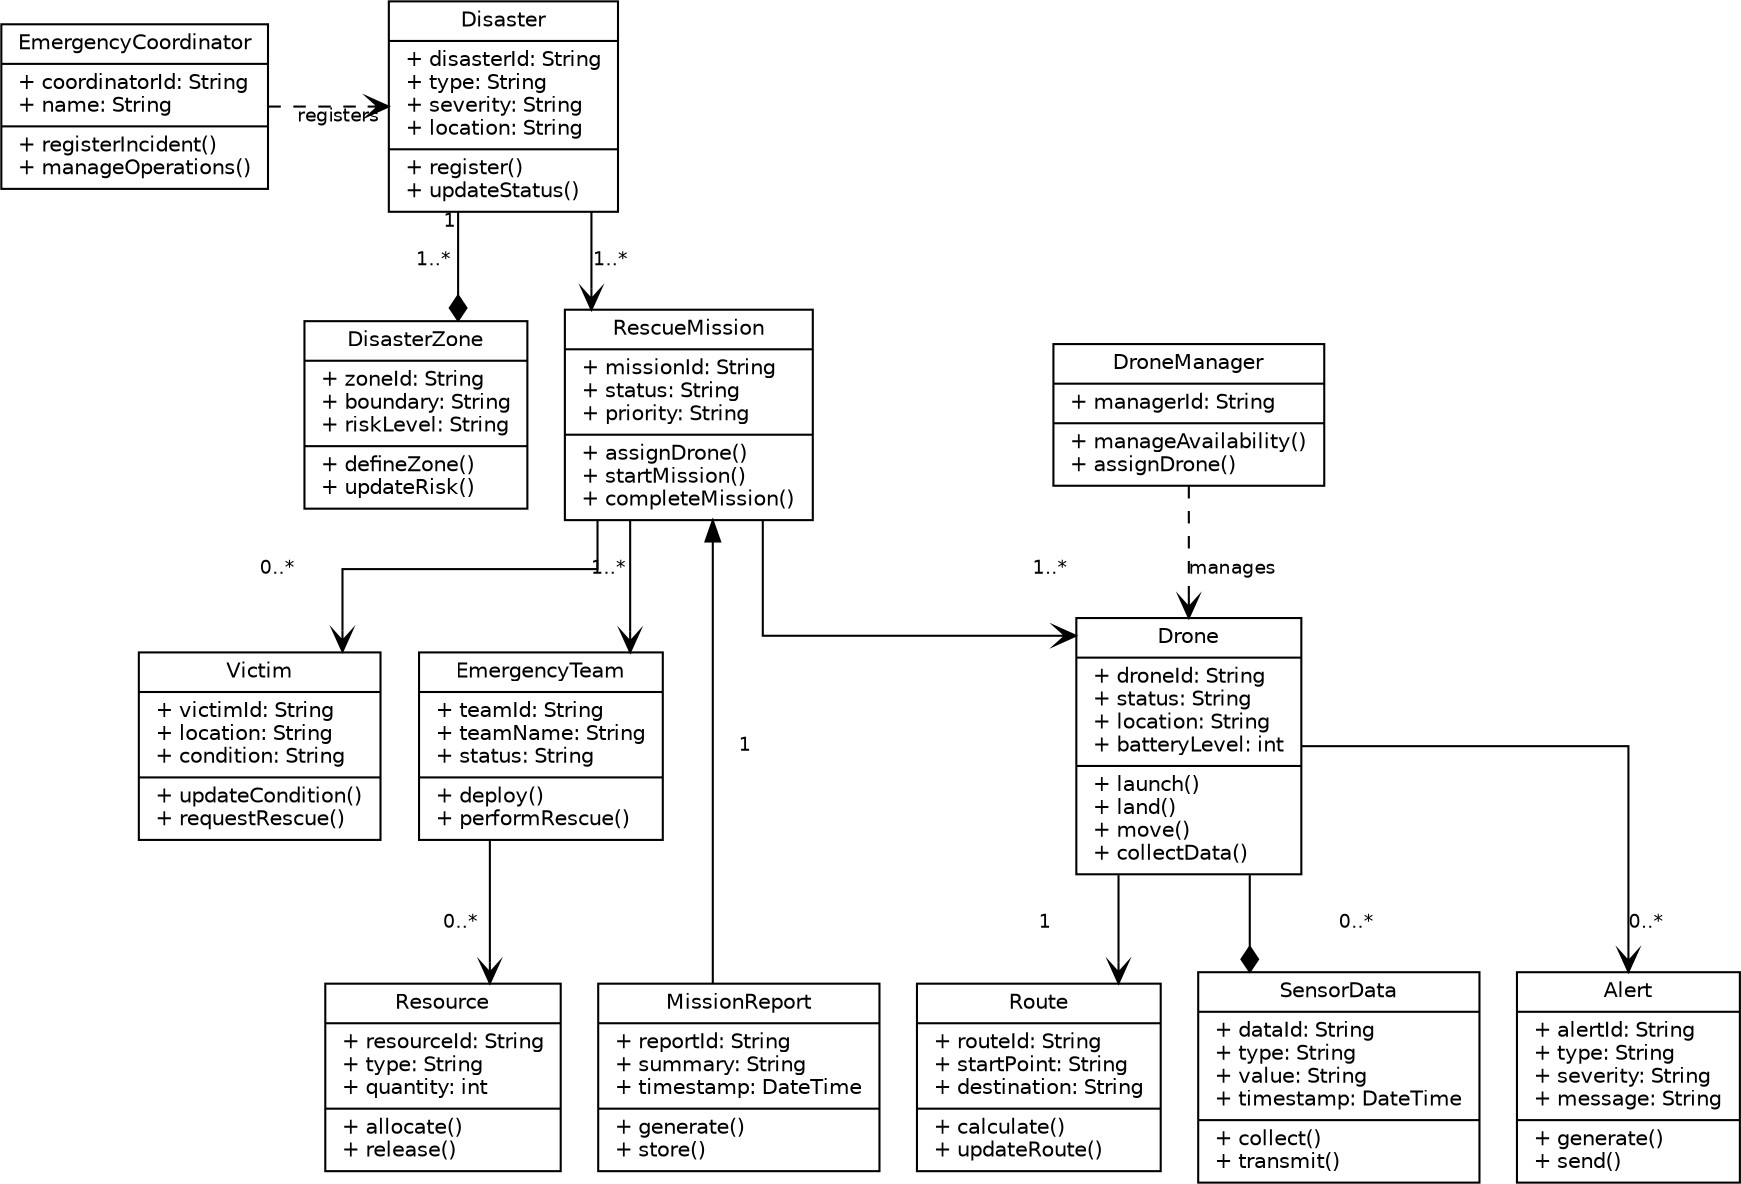 EmergencyCoordinator
+ coordinatorId: String
+ name: String
+ registerIncident()
+ manageOperations()
registers
Disaster
+ disasterId: String
+ type: String
+ severity: String
+ location: String
+ register()
+ updateStatus()
1
1..*
1..*
DisasterZone
+ zoneId: String
+ boundary: String
+ riskLevel: String
+ defineZone()
+ updateRisk()
RescueMission
+ missionId: String
+ status: String
+ priority: String
+ assignDrone()
+ startMission()
+ completeMission()
DroneManager
+ managerId: String
+ manageAvailability()
+ assignDrone()
0..*
1..*
1..*
manages
Victim
+ victimId: String
+ location: String
+ condition: String
+ updateCondition()
+ requestRescue()
EmergencyTeam
+ teamId: String
+ teamName: String
+ status: String
+ deploy()
+ performRescue()
1
Drone
+ droneId: String
+ status: String
+ location: String
+ batteryLevel: int
+ launch()
+ land()
+ move()
+ collectData()
0..*
1
0..*
0..*
Resource
+ resourceId: String
+ type: String
+ quantity: int
+ allocate()
+ release()
MissionReport
+ reportId: String
+ summary: String
+ timestamp: DateTime
+ generate()
+ store()
Route
+ routeId: String
+ startPoint: String
+ destination: String
+ calculate()
+ updateRoute()
SensorData
+ dataId: String
+ type: String
+ value: String
+ timestamp: DateTime
+ collect()
+ transmit()
Alert
+ alertId: String
+ type: String
+ severity: String
+ message: String
+ generate()
+ send()